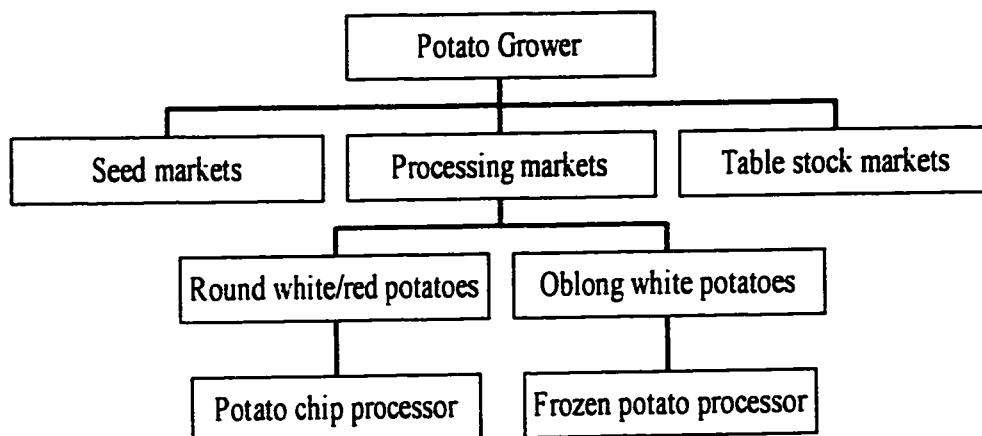 Potato Grower
Seed markets
Processing markets
Table stock markets
Round white/red potatoes
Oblong white potatoes
Potato chip processor
Frozen potato processor